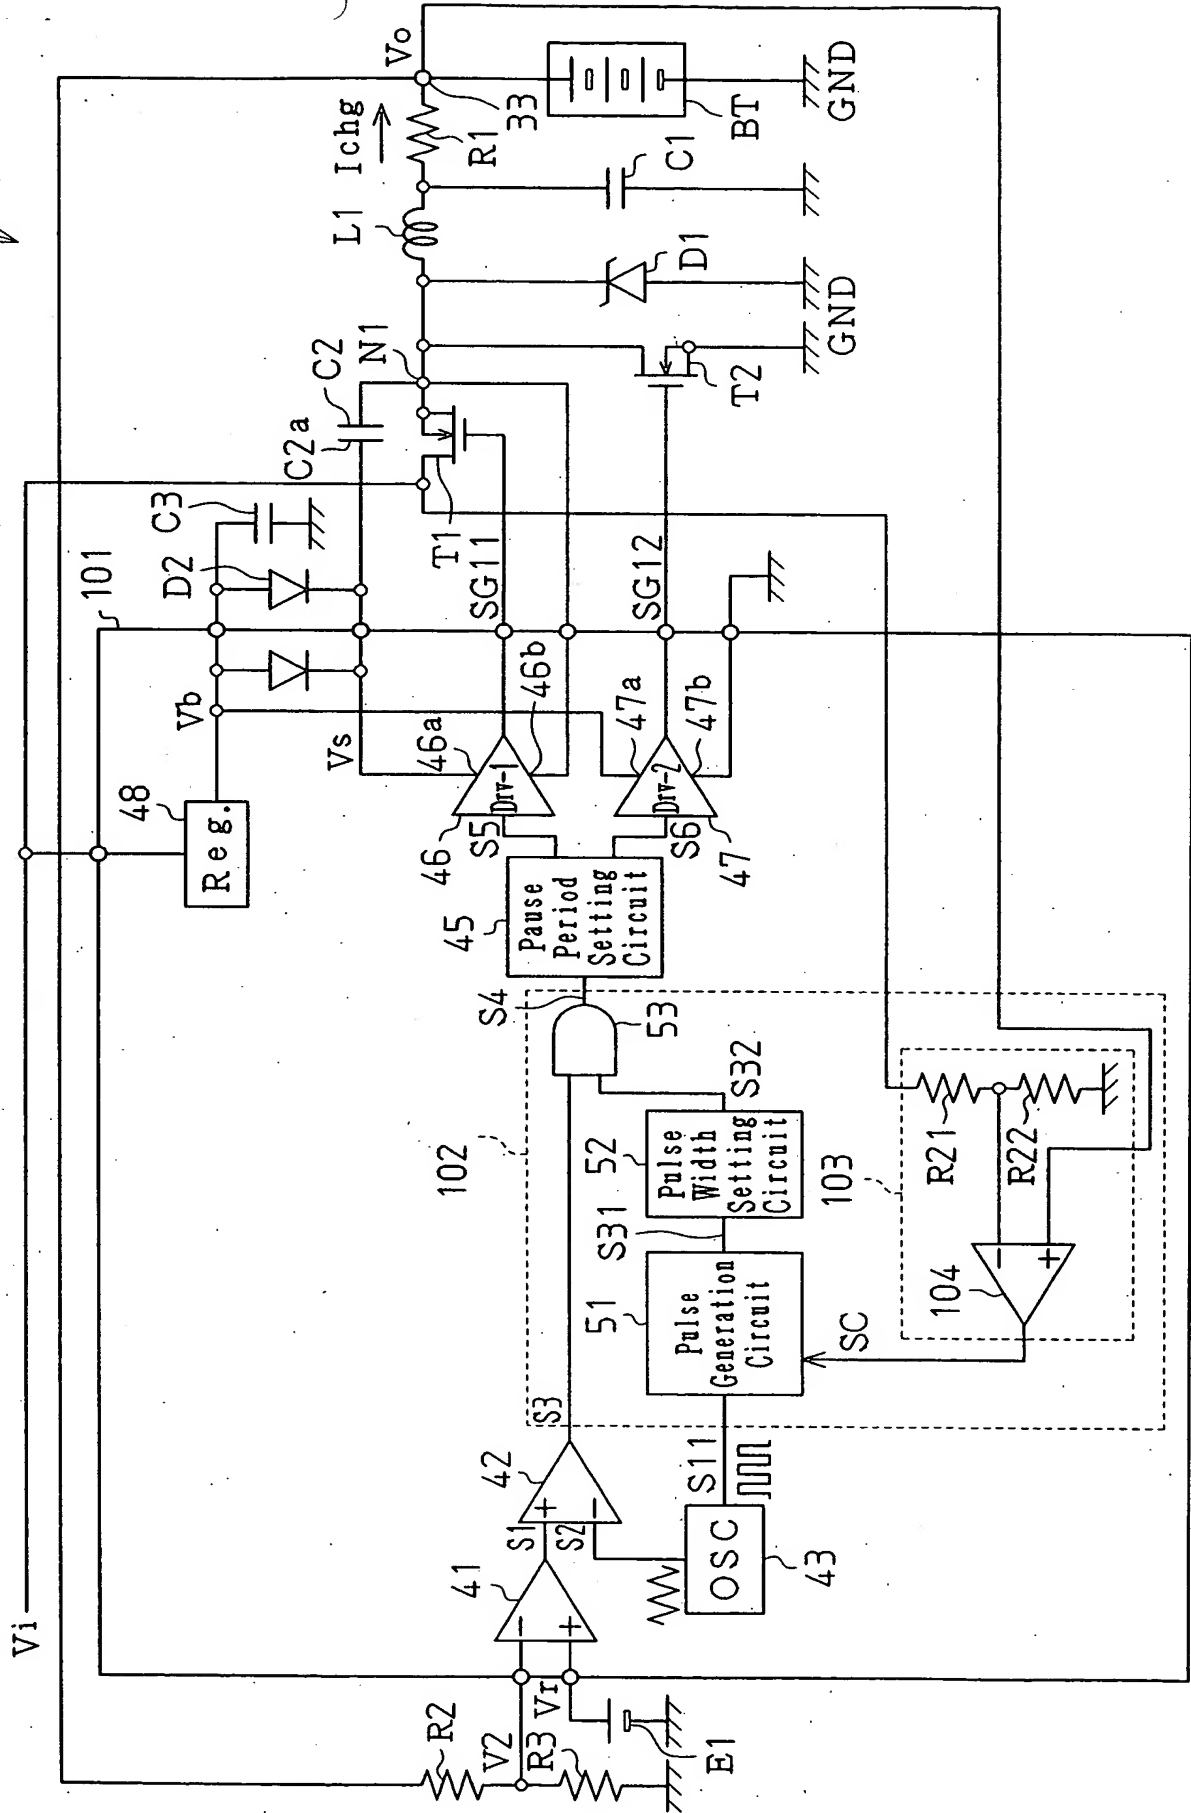 Vi
R2
V2
R3
Vr
E1
41
S1
S2
42
OSC
43
S11
S3
102
51
Pulse
Generation
Circuit
SC
S31
52
Pulse
Width
Setting
Circuit
S32
53
S4
103
104
R21
R22
45
Pause
Period
Setting
Circuit
S5
S6
46
Drv-1
46a
46b
47
Drv-2
47a
47b
48
Reg.
Vb
Vs
101
D2
C3
C2a
C2
SG11
SG12
T1
N1
T2
GND
D1
L1
C1
Ichg
R1
33
Vo
BT
GND